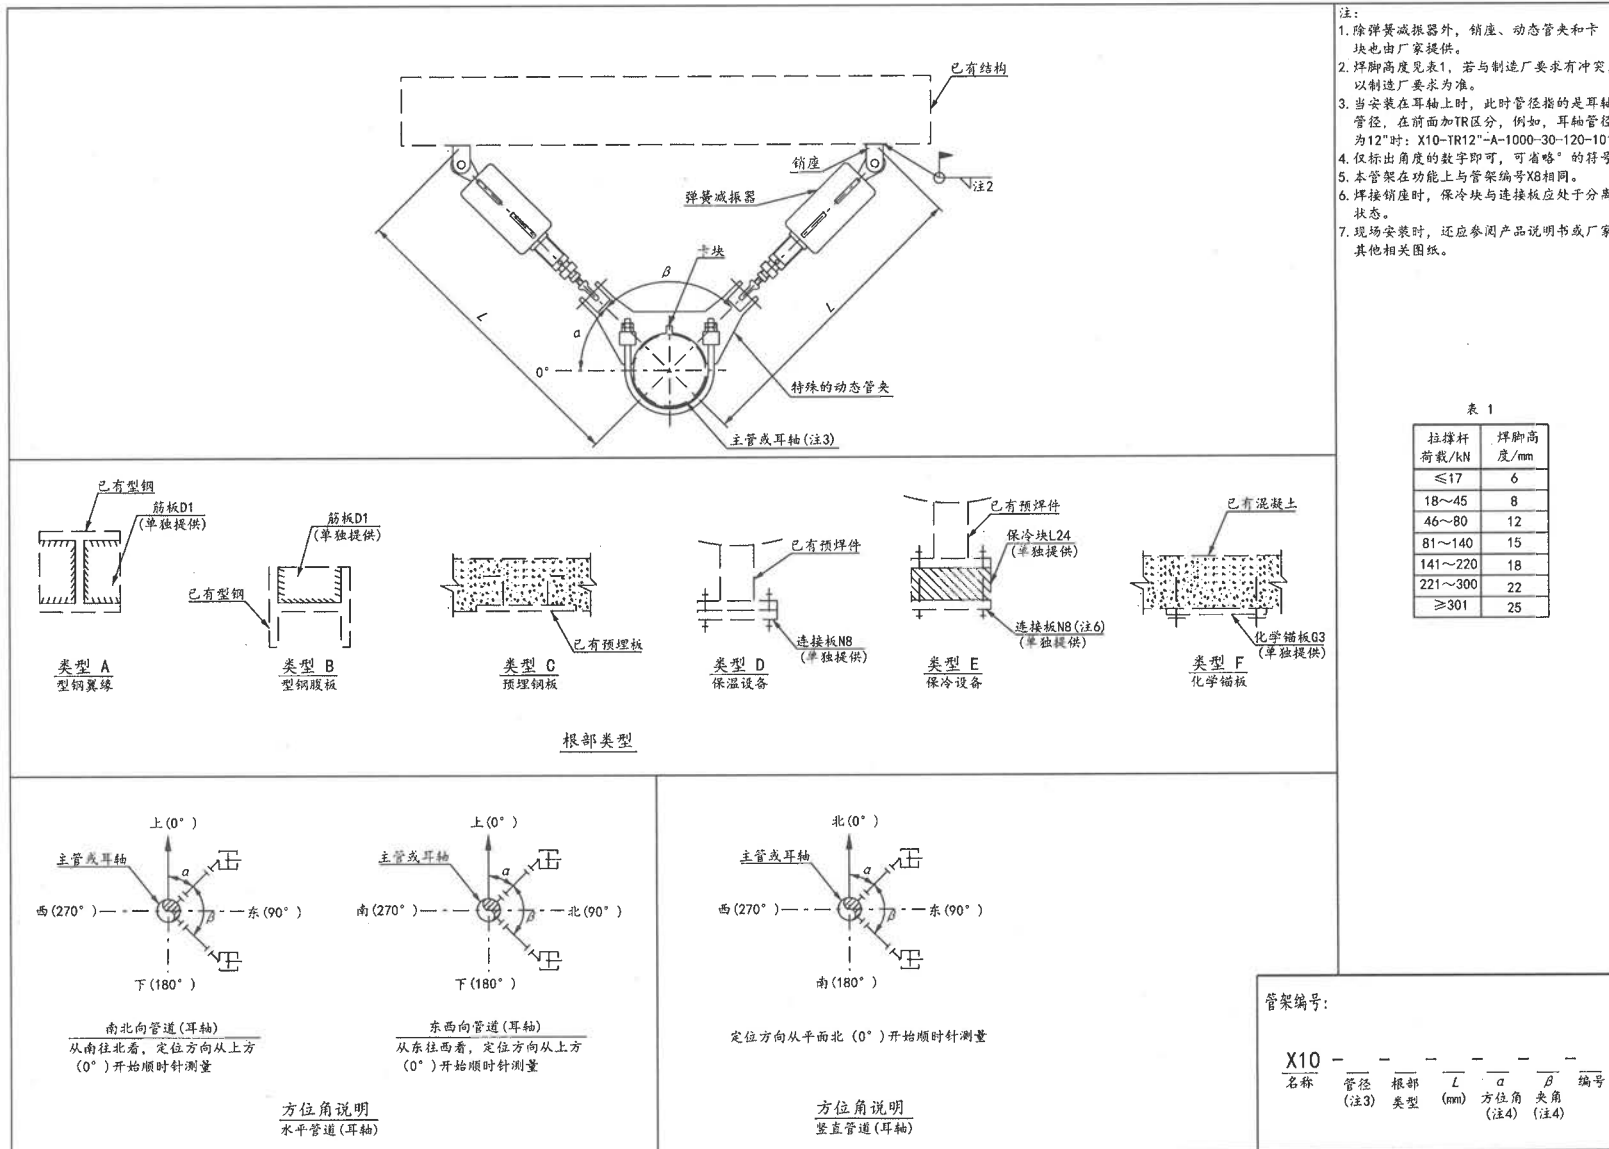 已有结构
销座
注2
弹簧减振器
卡块
β
L
L
α
0°
特殊的动态管夹
主管或耳轴(注3)
注:
1.除弹簧减振器外，销座、动态管夹和卡
块也由厂家提供。
2.焊脚高度见表1，若与制造厂要求有冲突
以制造厂要求为准。
3.当安装在耳轴上时，此时管径指的是耳轴
管径，在前面加TR区分，例如，耳轴管径
为12"时：X10-TR12"-A-1000-30-120-10
4.仅标出角度的数字即可，可省略°的符号
5.本管架在功能上与管架编号X8相同。
6.焊接销座时，保冷块与连接板应处于分离
状态。
7.现场安装时，还应参阅产品说明书或厂家
其他相关图纸。
表 1
拉撑杆荷载/kN 焊脚高度/mm
≤17 6
18～45 8
46～80 12
81～140 15
141～220 18
221～300 22
≥301 25
已有型钢
筋板D1
(单独提供)
类型 A
型钢翼缘
筋板D1
(单独提供)
已有型钢
类型 B
型钢腹板
已有预埋板
类型 C
预埋钢板
已有预焊件
连接板N8
(单独提供)
类型 D
保温设备
已有预焊件
保冷块L24
(单独提供)
连接板N8(注6)
(单独提供)
类型 E
保冷设备
已有混凝土
化学锚板G3
(单独提供)
类型 F
化学锚板
根部类型
上(0°)
主管或耳轴
α
西(270°)
东(90°)
β
下(180°)
南北向管道(耳轴)
从南往北看，定位方向从上方
(0°)开始顺时针测量
上(0°)
主管或耳轴
α
南(270°)
北(90°)
β
下(180°)
东西向管道(耳轴)
从东往西看，定位方向从上方
(0°)开始顺时针测量
方位角说明
水平管道(耳轴)
北(0°)
主管或耳轴
α
西(270°)
东(90°)
β
南(180°)
定位方向从平面北 (0°)开始顺时针测量
方位角说明
竖直管道(耳轴)
管架编号:
X10 - - - - - -
名称 管径(注3) 根部类型 L(mm) α方位角(注4) β夹角(注4) 编号